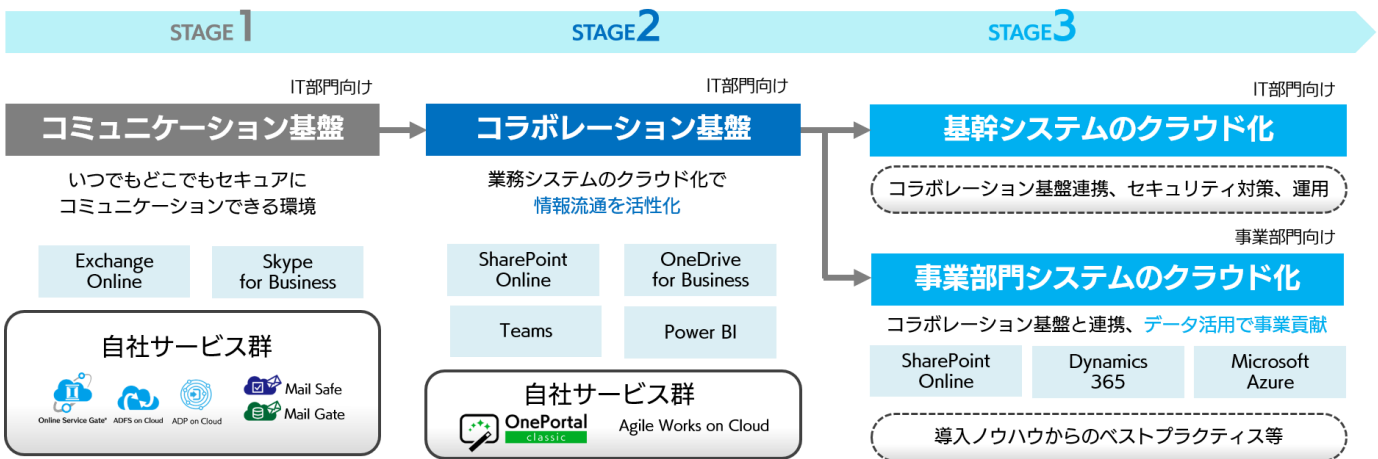 STAGE 1
STAGE 2
STAGE 3
IT部門向け
コミュニケーション基盤
いつでもどこでもセキュアに
コミュニケーションできる環境
Exchange
Online
Skype
for Business
自社サービス群
Online Service Gate®
ADFS on Cloud
ADP on Cloud
Mail Safe
Mail Gate
IT部門向け
コラボレーション基盤
業務システムのクラウド化で
情報流通を活性化
SharePoint
Online
OneDrive
for Business
Teams
Power BI
自社サービス群
OnePortal
classic
Agile Works on Cloud
IT部門向け
基幹システムのクラウド化
コラボレーション基盤連携、セキュリティ対策、運用
事業部門向け
事業部門システムのクラウド化
コラボレーション基盤と連携、データ活用で事業貢献
SharePoint
Online
Dynamics
365
Microsoft
Azure
導入ノウハウからのベストプラクティス等